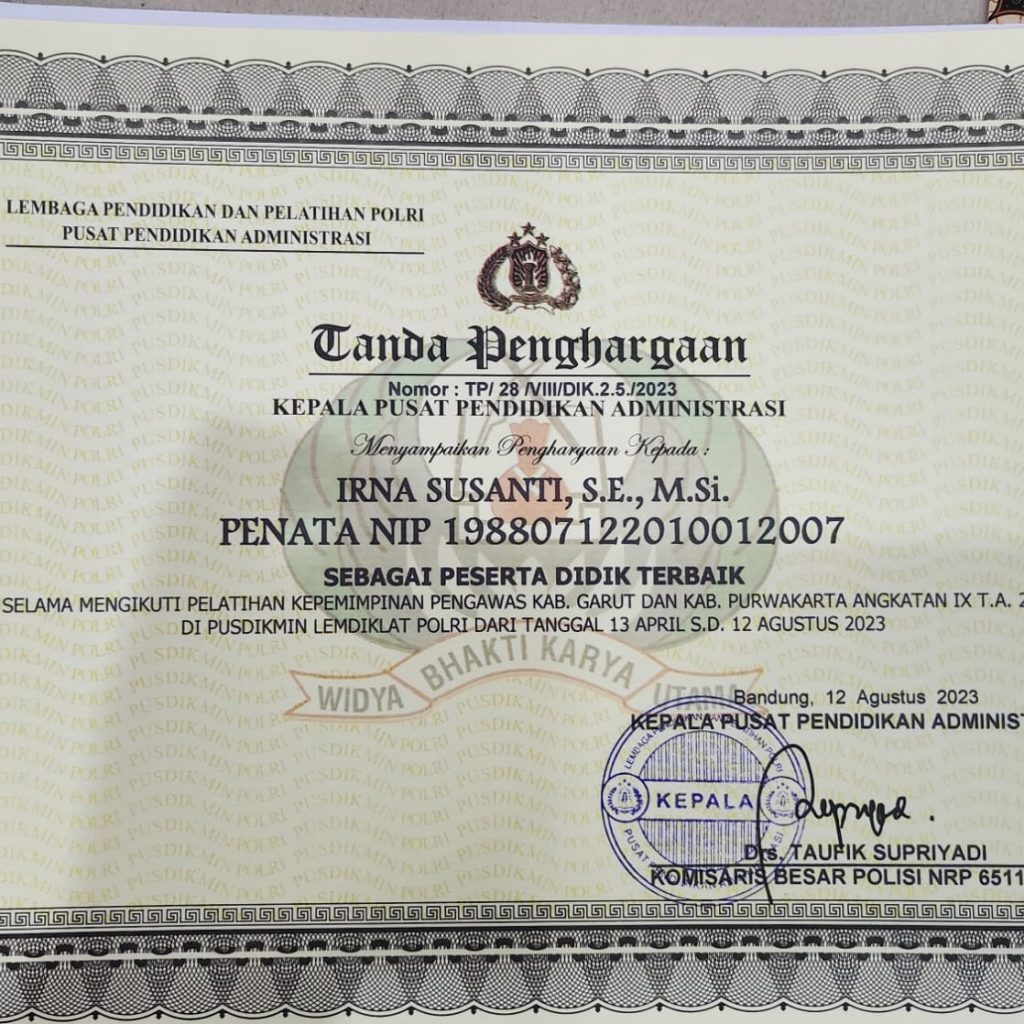 LEMBAGA PENDIDIKAN DAN PELATIHAN POLRI
PUSAT PENDIDIKAN ADMINISTRASI
Tanda Penghargaan
Nomor : TP/ 28 /VIII/DIK.2.5./2023
KEPALA PUSAT PENDIDIKAN ADMINISTRASI
Menyampaikan Penghargaan Kepada :
IRNA SUSANTI, S.E., M.Si.
PENATA NIP 198807122010012007
SEBAGAI PESERTA DIDIK TERBAIK
SELAMA MENGIKUTI PELATIHAN KEPEMIMPINAN PENGAWAS KAB. GARUT DAN KAB. PURWAKARTA ANGKATAN IX T.A. 2
DI PUSDIKMIN LEMDIKLAT POLRI DARI TANGGAL 13 APRIL S.D. 12 AGUSTUS 2023
WIDYA BHAKTI KARYA UTAMA
Bandung, 12 Agustus 2023
KEPALA PUSAT PENDIDIKAN ADMINIST
KEPALA
Drs. TAUFIK SUPRIYADI
KOMISARIS BESAR POLISI NRP 6511